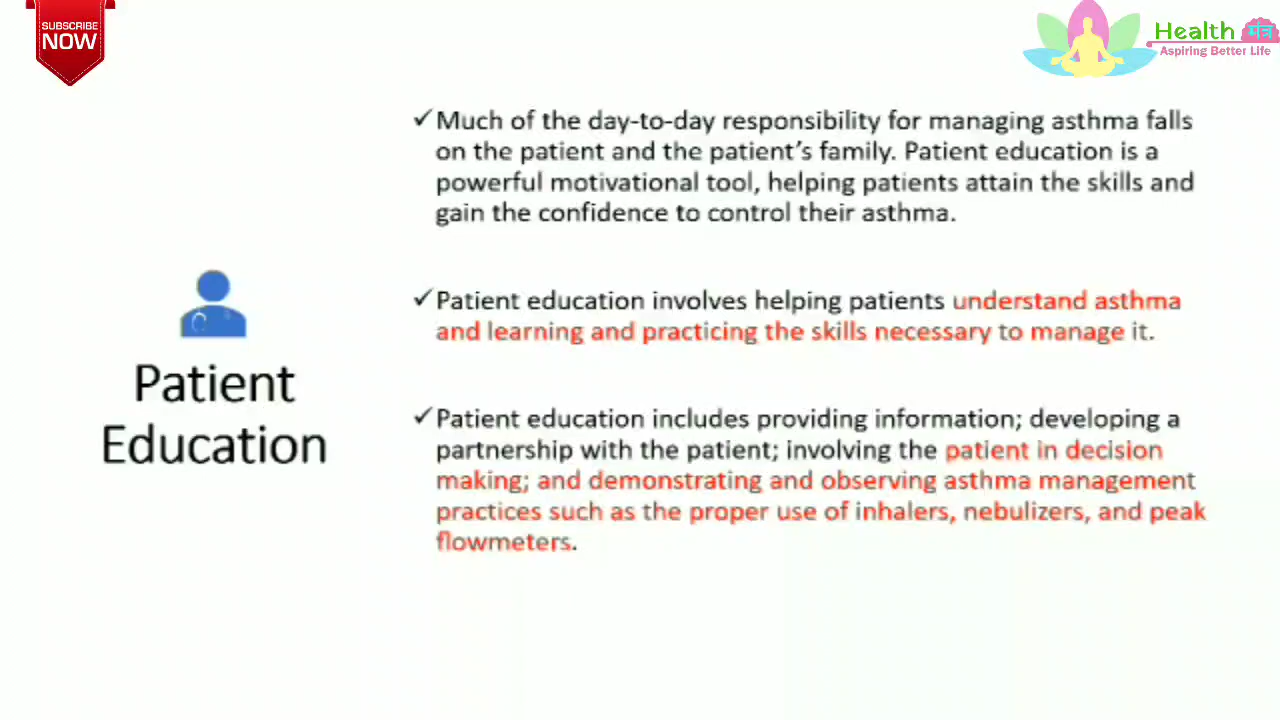 SUBSCRIBE
NOW
Health मंत्र
Aspiring Better Life
✓Much of the day-to-day responsibility for managing asthma falls
on the patient and the patient's family. Patient education is a
powerful motivational tool, helping patients attain the skills and
gain the confidence to control their asthma.
✓Patient education involves helping patients understand asthma
and learning and practicing the skills necessary to manage it.
Patient
Education
✓Patient education includes providing information; developing a
partnership with the patient; involving the patient in decision
making; and demonstrating and observing asthma management
practices such as the proper use of inhalers, nebulizers, and peak
flowmeters.